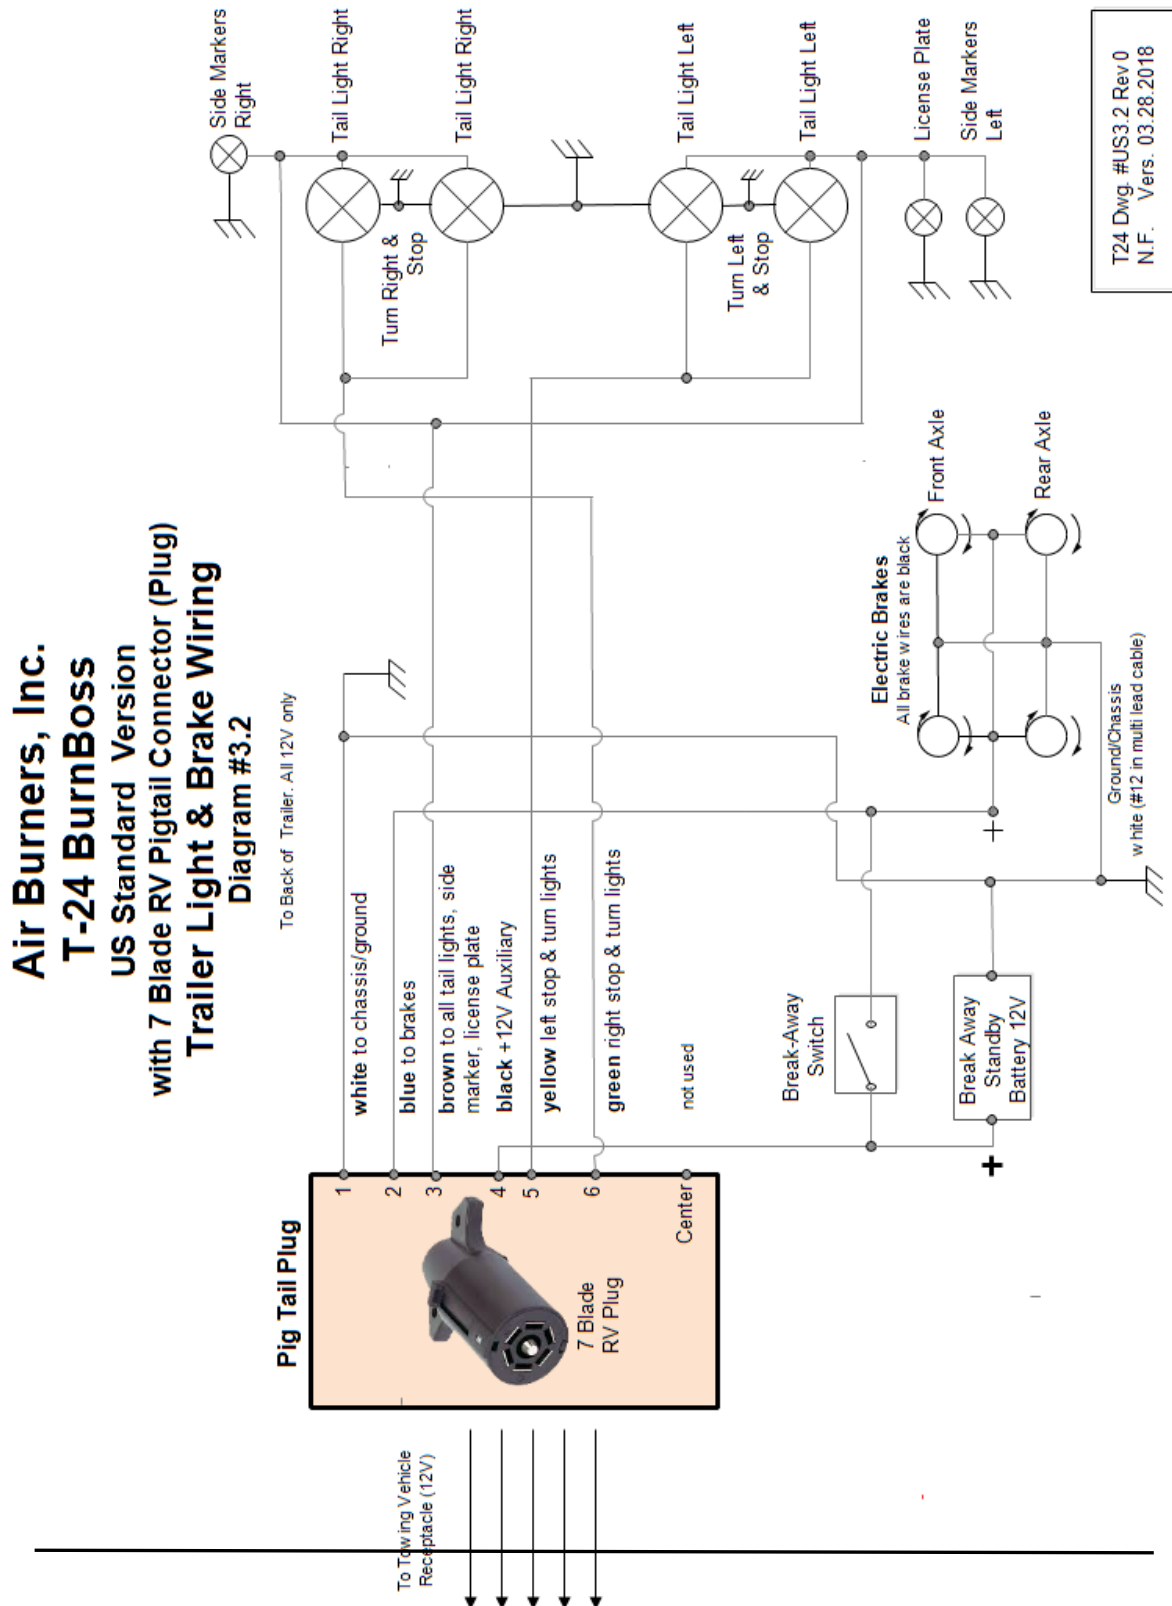 Air Burners, Inc.
T-24 BurnBoss
US Standard Version
with 7 Blade RV Pigtail Connector (Plug)
Trailer Light & Brake Wiring
Diagram #3.2
To Back of Trailer. All 12V only
Pig Tail Plug
1
2
3
4
5
6
Center
7 Blade
RV Plug
To Towing Vehicle
Receptacle (12V)
white to chassis/ground
blue to brakes
brown to all tail lights, side
marker, license plate
black +12V Auxiliary
yellow left stop & turn lights
green right stop & turn lights
not used
Break-Away
Switch
Break Away
Standby
Battery 12V
+
+
Electric Brakes
All brake wires are black
Front Axle
Rear Axle
Ground/Chassis
white (#12 in multi lead cable)
Side Markers
Right
Tail Light Right
Tail Light Right
Turn Right &
Stop
Tail Light Left
Tail Light Left
Turn Left
& Stop
License Plate
Side Markers
Left
T24 Dwg. #US3.2 Rev 0
N.F. Vers. 03.28.2018